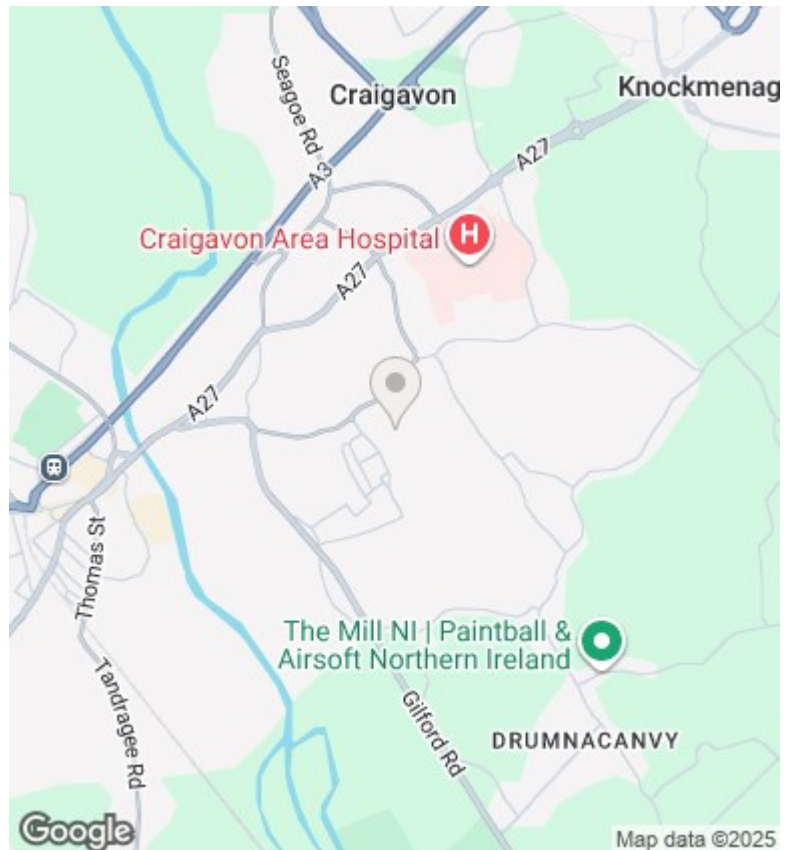 Seagoe Rd
Craigavon
Knockmenag
A3
A27
Craigavon Area Hospital
H
A27
A27
Thomas St
Tandragee Rd
The Mill NI | Paintball &
Airsoft Northern Ireland
Gilford Rd
DRUMNACANVY
Google
Map data ©2025